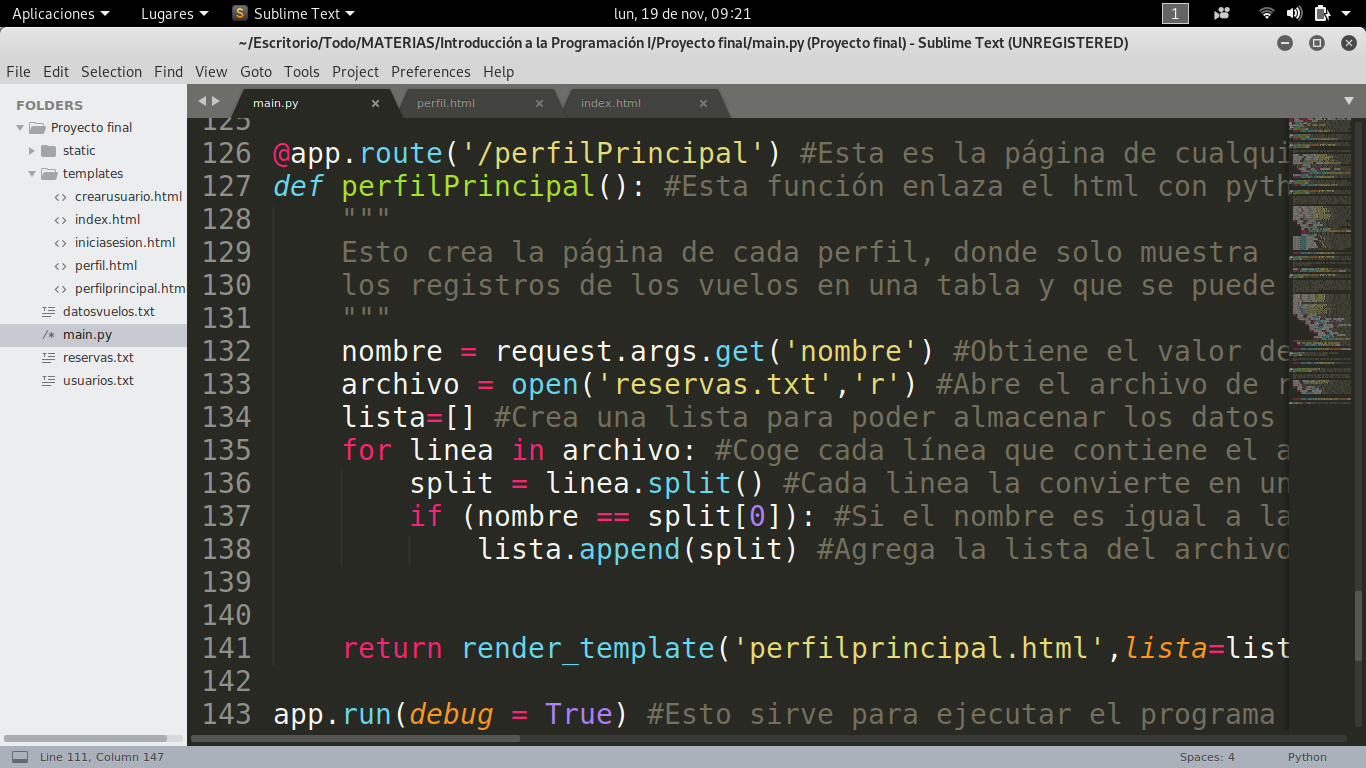 Aplicaciones Lugares Sublime Text lun, 19 de nov, 09:21 1
~/Escritorio/Todo/MATERIAS/Introducción a la Programación I/Proyecto final/main.py (Proyecto final) - Sublime Text (UNREGISTERED)
File Edit Selection Find View Goto Tools Project Preferences Help
FOLDERS
Proyecto final
static
templates
crearusuario.html
index.html
iniciasesion.html
perfil.html
perfilprincipal.htm
datosvuelos.txt
main.py
reservas.txt
usuarios.txt
main.py perfil.html index.html
125
126 @app.route('/perfilPrincipal') #Esta es la página de cualqui
127 def perfilPrincipal(): #Esta función enlaza el html con pyth
128 """
129 Esto crea la página de cada perfil, donde solo muestra
130 los registros de los vuelos en una tabla y que se puede
131 """
132 nombre = request.args.get('nombre') #Obtiene el valor de
133 archivo = open('reservas.txt','r') #Abre el archivo de r
134 lista=[] #Crea una lista para poder almacenar los datos
135 for linea in archivo: #Coge cada línea que contiene el a
136 split = linea.split() #Cada linea la convierte en un
137 if (nombre == split[0]): #Si el nombre es igual a la
138 lista.append(split) #Agrega la lista del archivo
139
140
141 return render_template('perfilprincipal.html',lista=list
142
143 app.run(debug = True) #Esto sirve para ejecutar el programa
Line 111, Column 147 Spaces: 4 Python